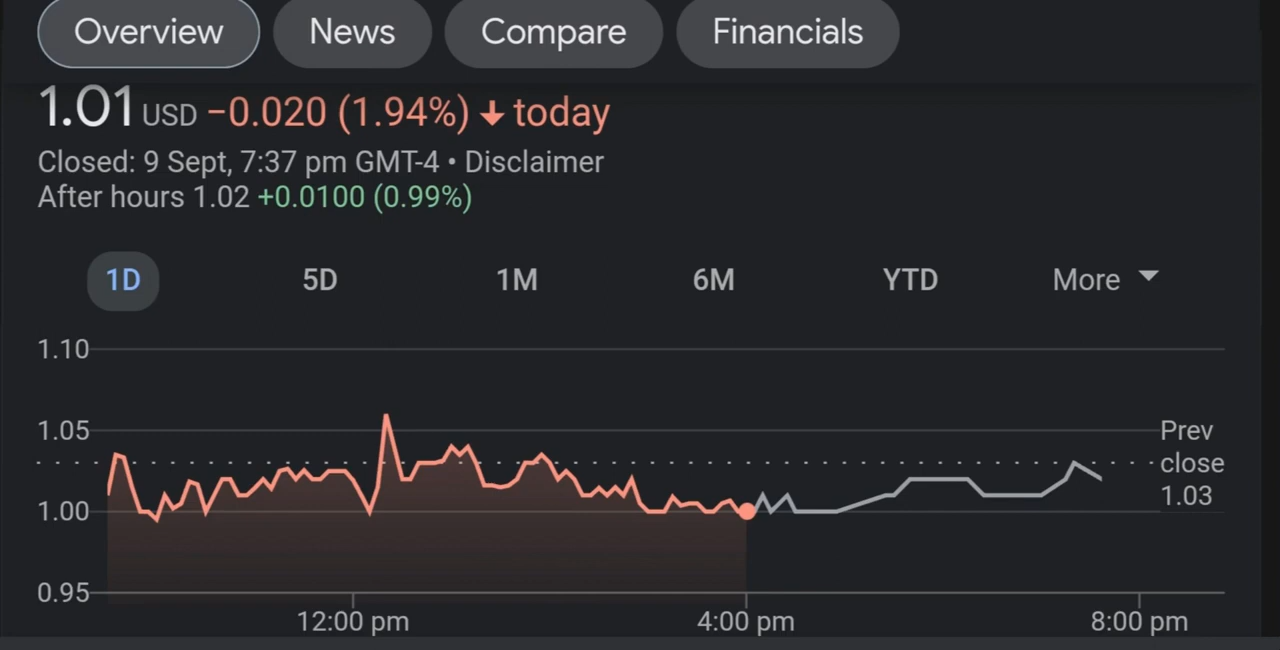 Overview News Compare Financials
1.01 USD −0.020 (1.94%) ↓ today
Closed: 9 Sept, 7:37 pm GMT-4 • Disclaimer
After hours 1.02 +0.0100 (0.99%)
1D 5D 1M 6M YTD More
1.10
1.05
1.00
0.95
Prev
close
1.03
12:00 pm 4:00 pm 8:00 pm